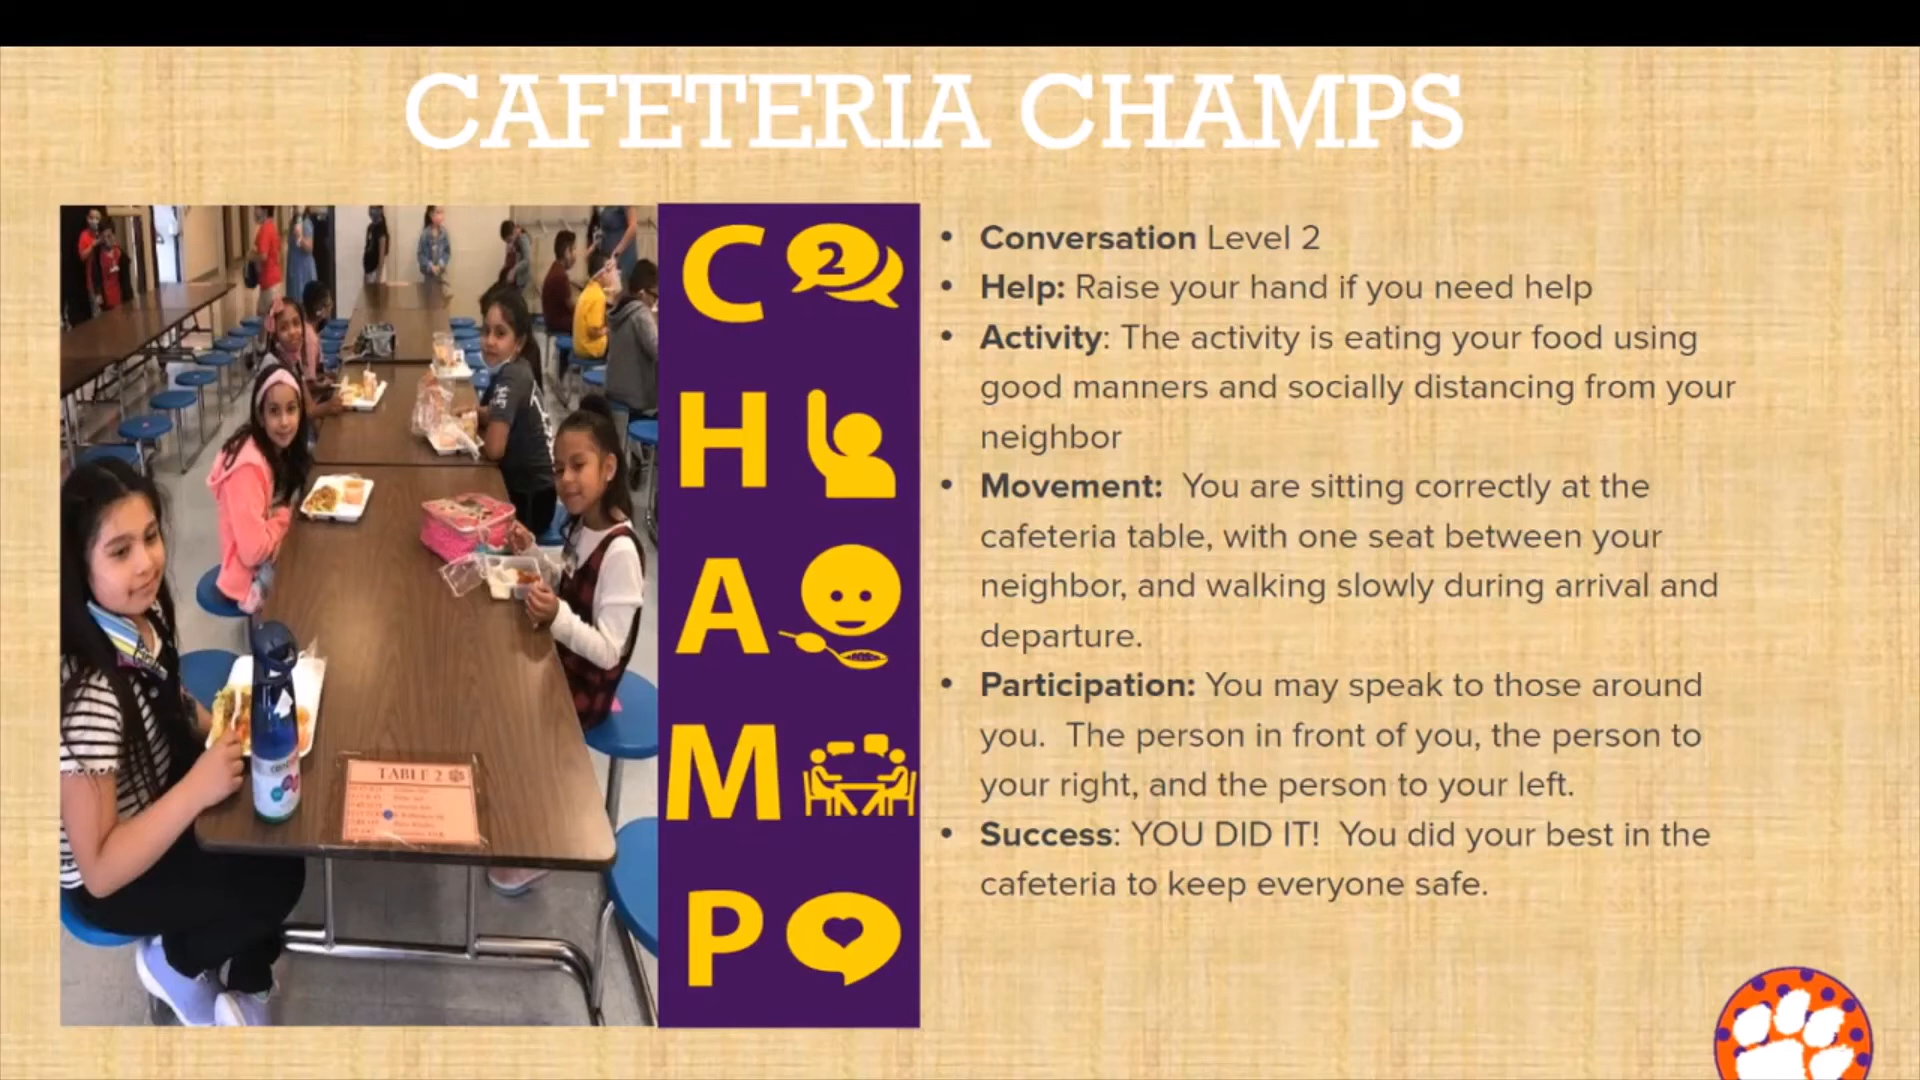 CAFETERIA CHAMPS
C 2
H
A
M
P
• Conversation Level 2
• Help: Raise your hand if you need help
• Activity: The activity is eating your food using
good manners and socially distancing from your
neighbor
• Movement:  You are sitting correctly at the
cafeteria table, with one seat between your
neighbor, and walking slowly during arrival and
departure.
• Participation: You may speak to those around
you.  The person in front of you, the person to
your right, and the person to your left.
• Success: YOU DID IT!  You did your best in the
cafeteria to keep everyone safe.
TABLE 2